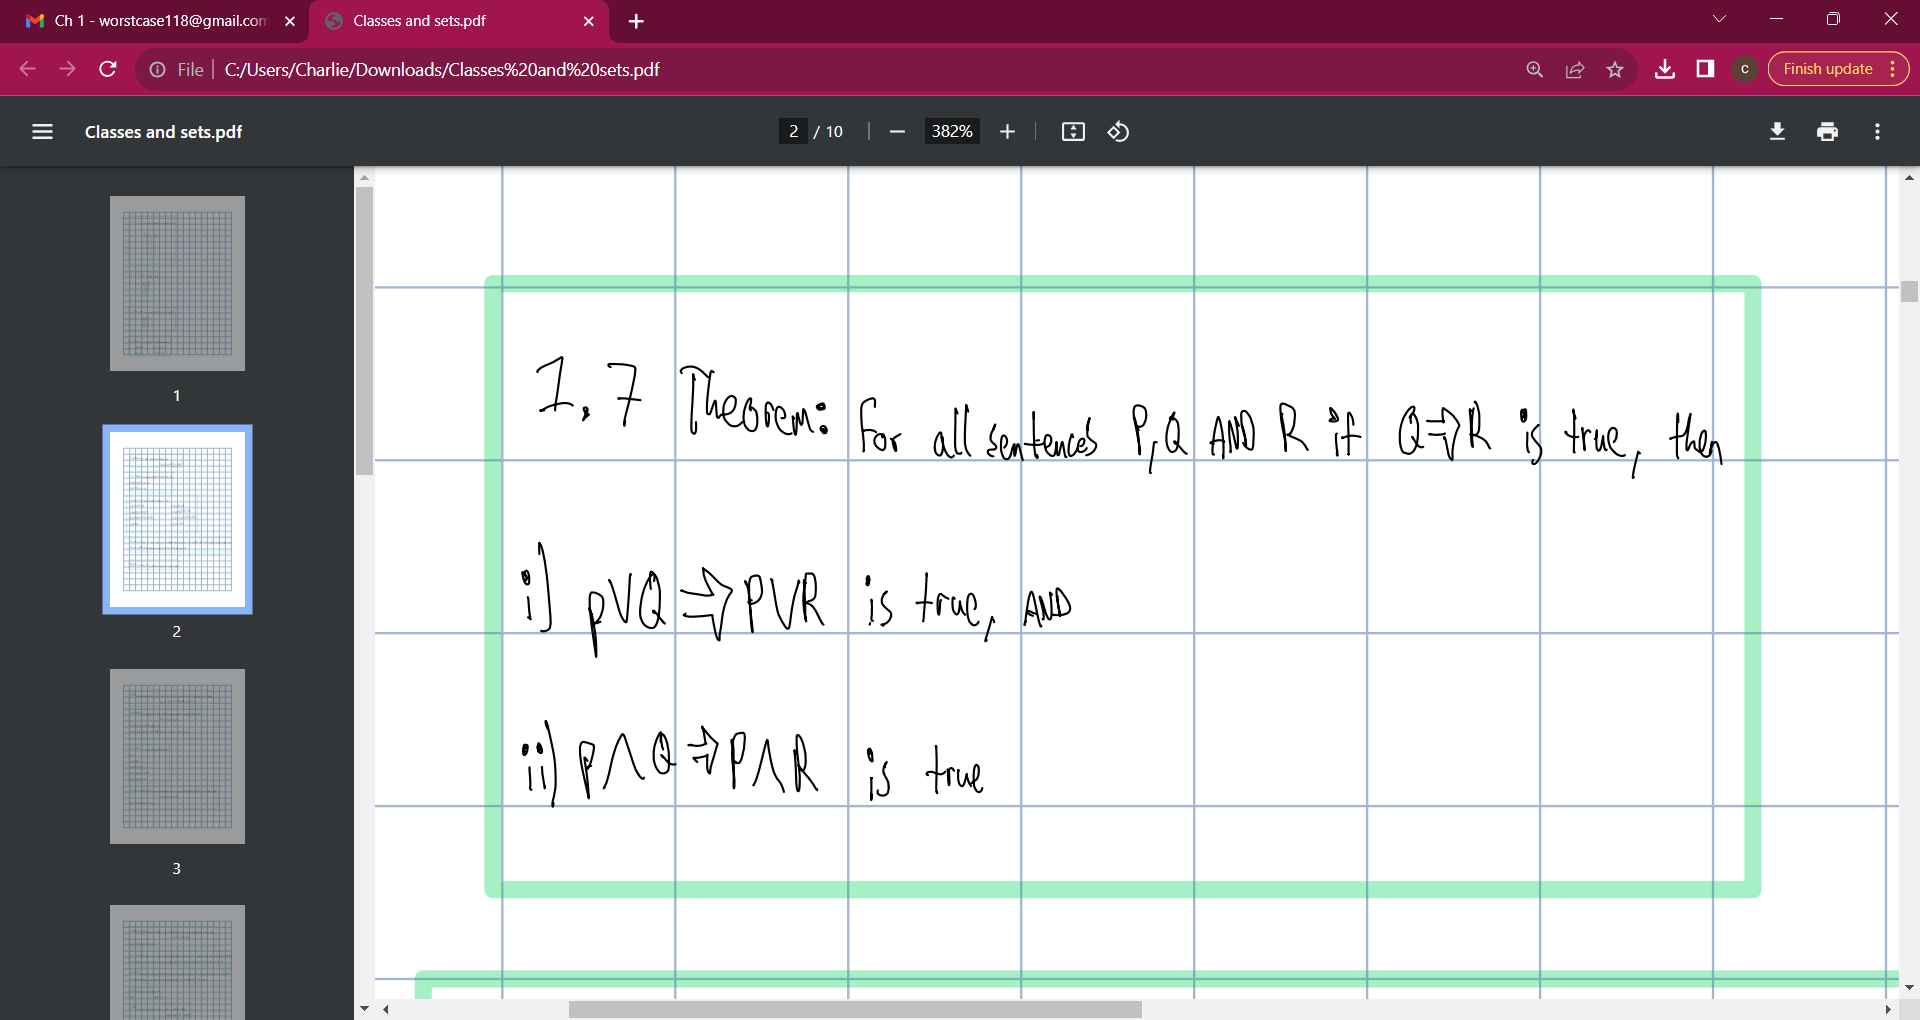 Ch 1 - worstcase118@gmail.com
Classes and sets.pdf
File
C:/Users/Charlie/Downloads/Classes%20and%20sets.pdf
C
Finish update
Classes and sets.pdf
2 / 10
382%
1
2
3
1.7 Theorem: For all sentences P, Q AND R if Q⇒R is true, then
i) P∨Q ⇒ P∨R is true, AND
ii) P∧Q ⇒ P∧R is true